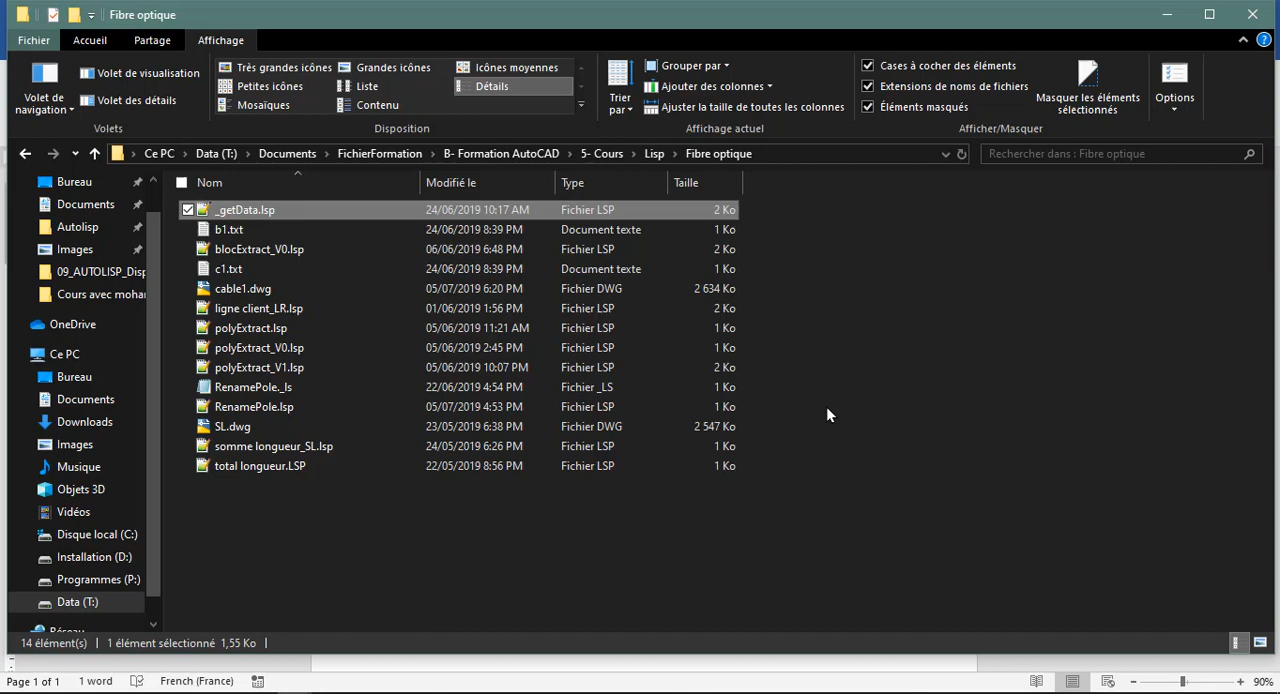 Fibre optique
Fichier Accueil Partage Affichage
Volet de navigation
Volet de visualisation
Volet des détails
Volets
Très grandes icônes Grandes icônes Icônes moyennes
Petites icônes Liste Détails
Mosaïques Contenu
Disposition
Trier par
Grouper par
Ajouter des colonnes
Ajuster la taille de toutes les colonnes
Affichage actuel
Cases à cocher des éléments
Extensions de noms de fichiers
Éléments masqués
Masquer les éléments sélectionnés
Afficher/Masquer
Options
Ce PC > Data (T:) > Documents > FichierFormation > B- Formation AutoCAD > 5- Cours > Lisp > Fibre optique
Rechercher dans : Fibre optique
Bureau
Documents
Autolisp
Images
09_AUTOLISP_Disp
Cours avec mohar
OneDrive
Ce PC
Bureau
Documents
Downloads
Images
Musique
Objets 3D
Vidéos
Disque local (C:)
Installation (D:)
Programmes (P:)
Data (T:)
Réseau
Nom Modifié le Type Taille
_getData.lsp 24/06/2019 10:17 AM Fichier LSP 2 Ko
b1.txt 24/06/2019 8:39 PM Document texte 1 Ko
blocExtract_V0.lsp 06/06/2019 6:48 PM Fichier LSP 2 Ko
c1.txt 24/06/2019 8:39 PM Document texte 1 Ko
cable1.dwg 05/07/2019 6:20 PM Fichier DWG 2 634 Ko
ligne client_LR.lsp 01/06/2019 1:56 PM Fichier LSP 2 Ko
polyExtract.lsp 05/06/2019 11:21 AM Fichier LSP 1 Ko
polyExtract_V0.lsp 05/06/2019 2:45 PM Fichier LSP 1 Ko
polyExtract_V1.lsp 05/06/2019 10:07 PM Fichier LSP 2 Ko
RenamePole._ls 22/06/2019 4:54 PM Fichier _LS 1 Ko
RenamePole.lsp 05/07/2019 4:53 PM Fichier LSP 1 Ko
SL.dwg 23/05/2019 6:38 PM Fichier DWG 2 547 Ko
somme longueur_SL.lsp 24/05/2019 6:26 PM Fichier LSP 1 Ko
total longueur.LSP 22/05/2019 8:56 PM Fichier LSP 1 Ko
14 élément(s) 1 élément sélectionné 1,55 Ko
Page 1 of 1 1 word French (France) 90%